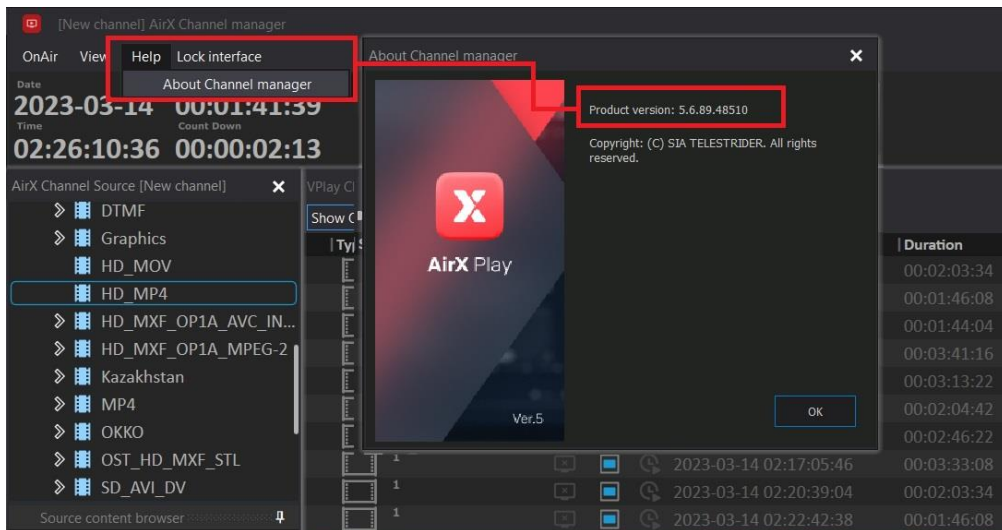 [New channel] AirX Channel manager
OnAir View Help Lock interface
About Channel manager
Date
2023-03-14 00:01:41:39
Time Count Down
02:26:10:36 00:00:02:13
About Channel manager
Product version: 5.6.89.48510
Copyright: (C) SIA TELESTRIDER. All rights
reserved.
AirX Play
Ver.5
OK
AirX Channel Source [New channel]
DTMF
Graphics
HD_MOV
HD_MP4
HD_MXF_OP1A_AVC_IN...
HD_MXF_OP1A_MPEG-2
Kazakhstan
MP4
OKKO
OST_HD_MXF_STL
SD_AVI_DV
Source content browser
VPlay
Show
Duration
00:02:03:34
00:01:46:08
00:01:44:04
00:03:41:16
00:03:13:22
00:02:04:42
00:02:46:22
1 2023-03-14 02:17:05:46 00:03:33:08
1 2023-03-14 02:20:39:04 00:02:03:34
1 2023-03-14 02:22:42:38 00:01:46:08